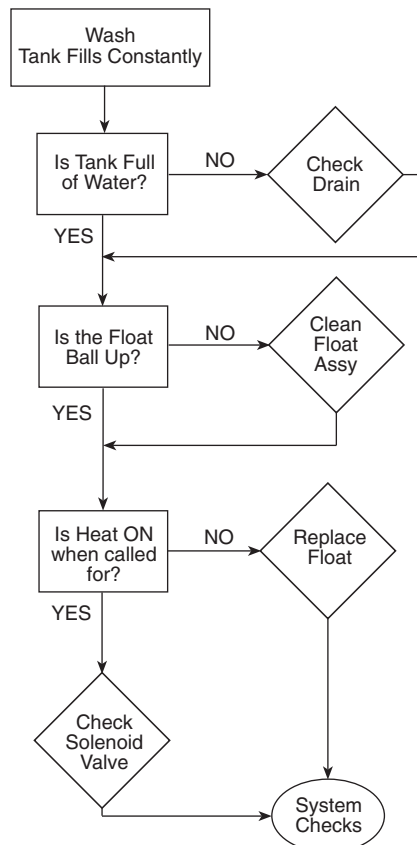 Wash
Tank Fills Constantly
Is Tank Full
of Water?
NO
Check
Drain
YES
Is the Float
Ball Up?
NO
Clean
Float
Assy
YES
Is Heat ON
when called
for?
NO
Replace
Float
YES
Check
Solenoid
Valve
System
Checks